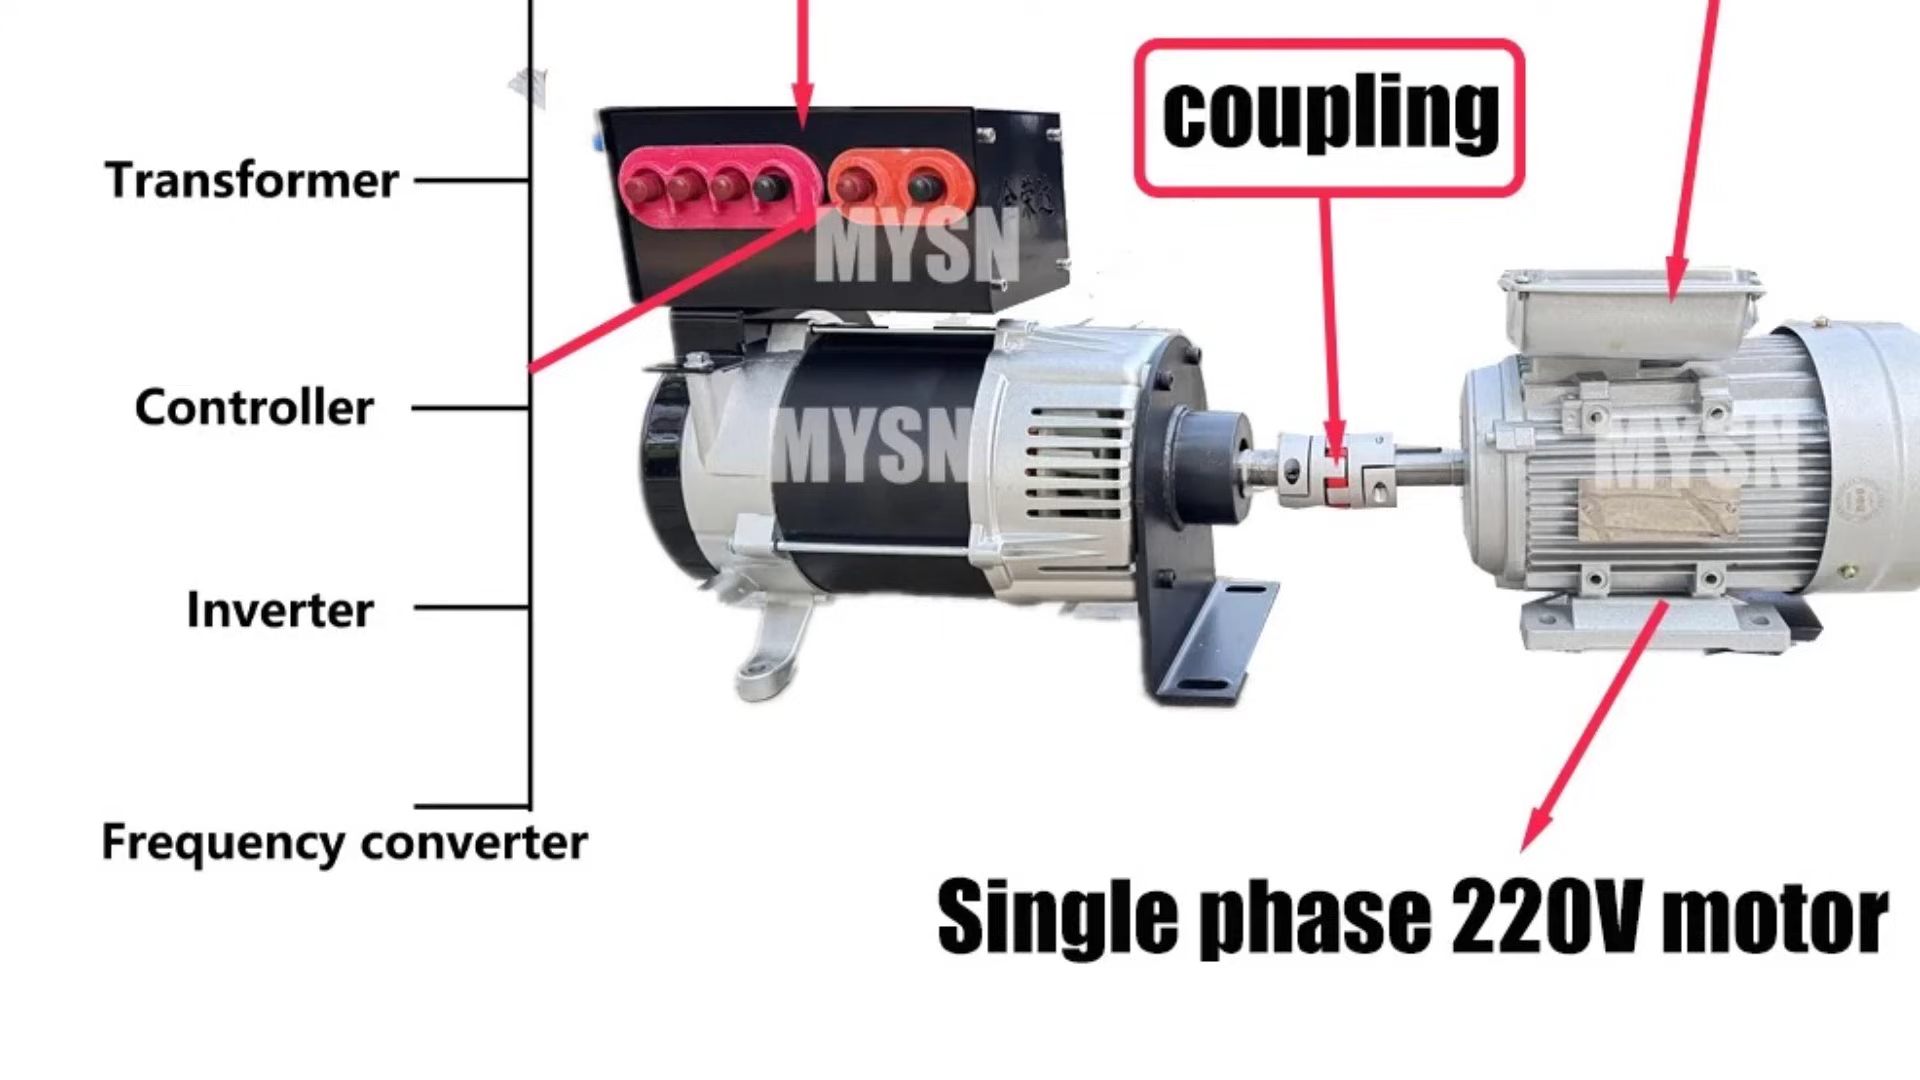 coupling
Transformer
MYSN
Controller
MYSN
MYSN
Inverter
Frequency converter
Single phase 220V motor